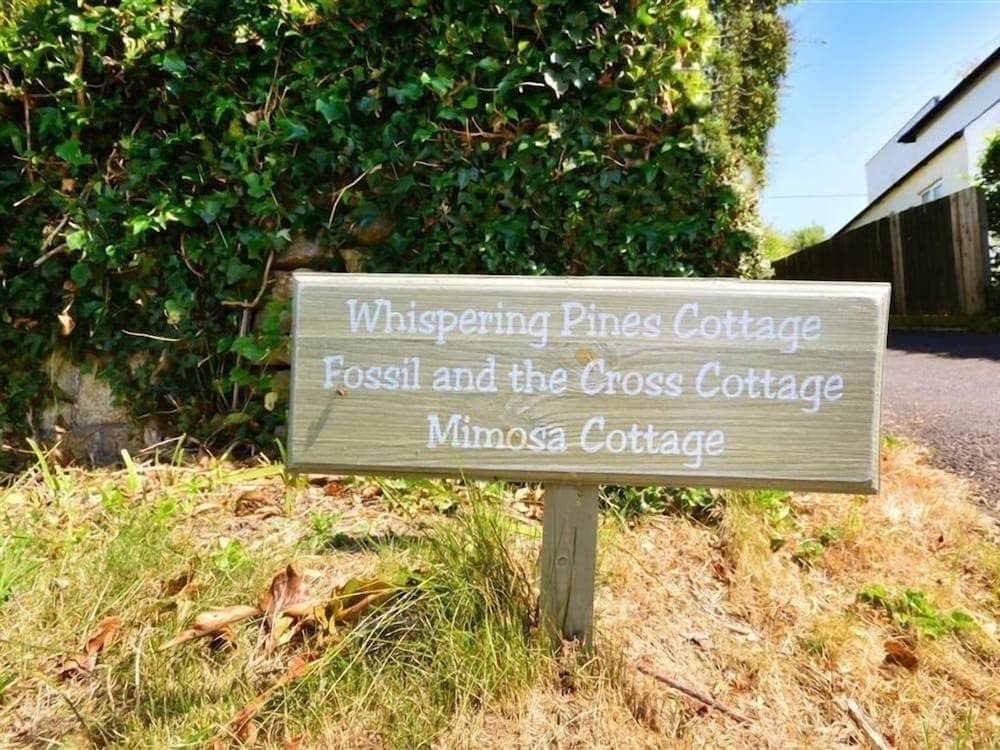 Whispering Pines Cottage
Fossil and the Cross Cottage
Mimosa Cottage